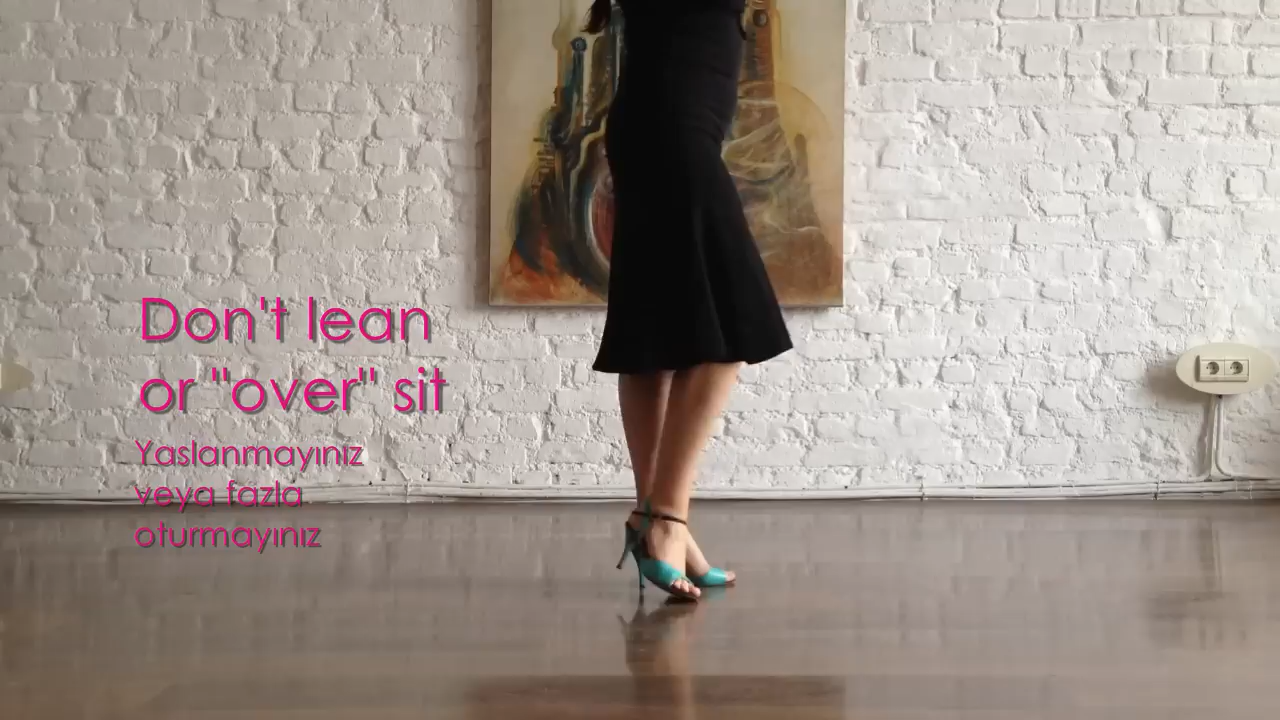 Don't lean
or "over" sit
Yaslanmayınız
veya fazla
oturmayınız